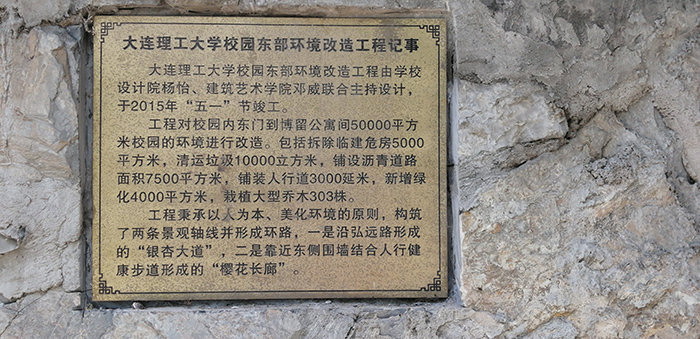 大连理工大学校园东部环境改造工程记事
大连理工大学校园东部环境改造工程由学校
设计院杨怡、建筑艺术学院邓威联合主持设计，
于2015年“五一”节竣工。
工程对校园内东门到博留公寓间50000平方
米校园的环境进行改造。包括拆除临建危房5000
平方米，清运垃圾10000立方米，铺设沥青道路
面积7500平方米，铺装人行道3000延米，新增绿
化4000平方米，栽植大型乔木303株。
工程秉承以人为本、美化环境的原则，构筑
了两条景观轴线并形成环路，一是沿弘远路形成
的“银杏大道”，二是靠近东侧围墙结合人行健
康步道形成的“樱花长廊”。